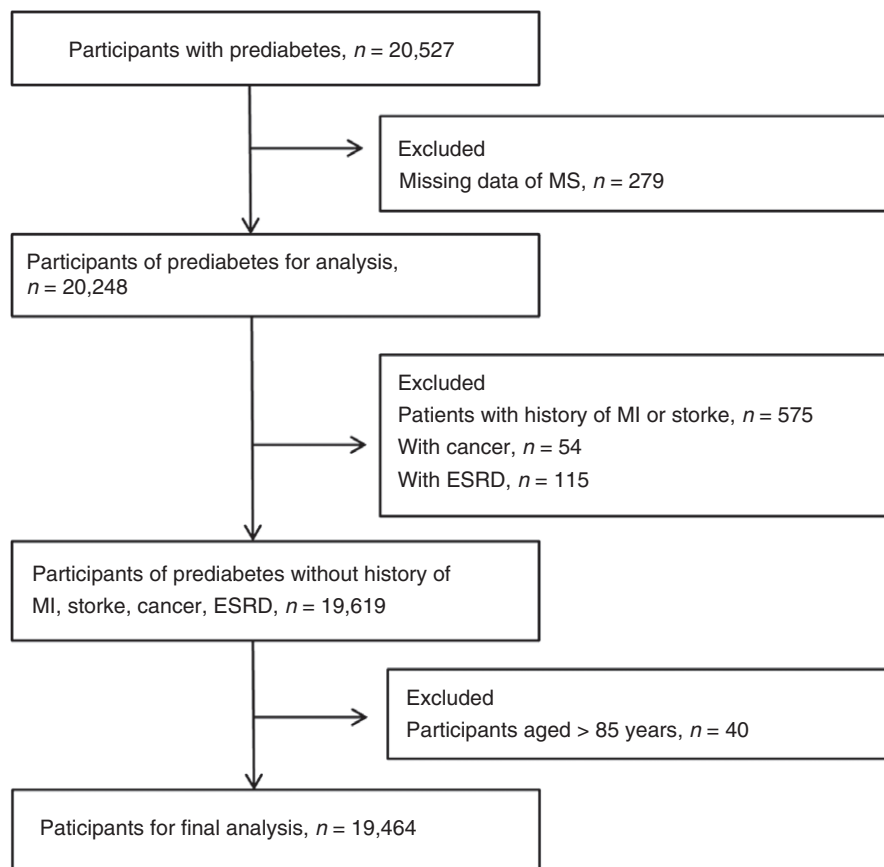 Participants with prediabetes, n = 20,527
Excluded
Missing data of MS, n = 279
Participants of prediabetes for analysis,
n = 20,248
Excluded
Patients with history of MI or storke, n = 575
With cancer, n = 54
With ESRD, n = 115
Participants of prediabetes without history of
MI, storke, cancer, ESRD, n = 19,619
Excluded
Participants aged > 85 years, n = 40
Paticipants for final analysis, n = 19,464